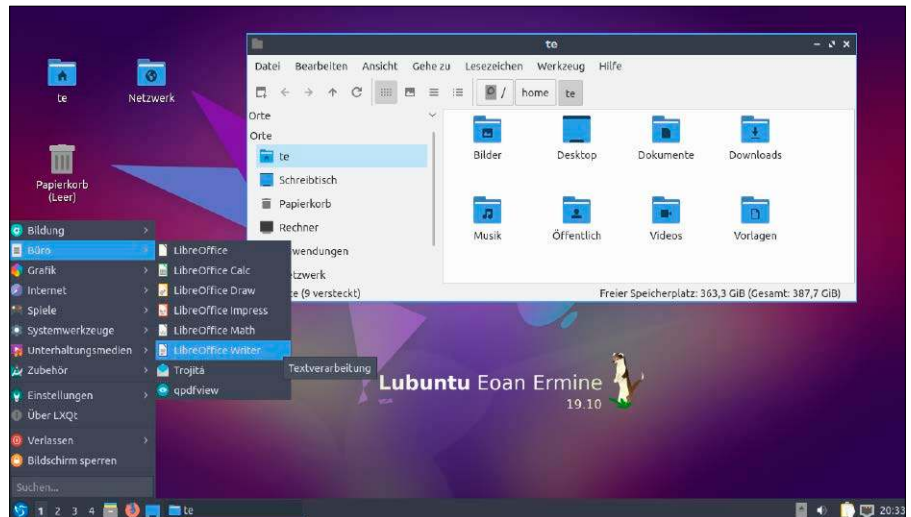 te
Netzwerk
Papierkorb
(Leer)
te
Datei Bearbeiten Ansicht Gehe zu Lesezeichen Werkzeug Hilfe
/ home te
Orte
Orte
te
Schreibtisch
Papierkorb
Rechner
wendungen
tzwerk
Bilder Desktop Dokumente Downloads
Musik Öffentlich Videos Vorlagen
te (9 versteckt)
Freier Speicherplatz: 363,3 GiB (Gesamt: 387,7 GiB)
Bildung
Büro
Grafik
Internet
Spiele
Systemwerkzeuge
Unterhaltungsmedien
Zubehör
Einstellungen
Über LXQt
Verlassen
Bildschirm sperren
Suchen...
LibreOffice
LibreOffice Calc
LibreOffice Draw
LibreOffice Impress
LibreOffice Math
LibreOffice Writer
Trojitá
qpdfview
Textverarbeitung
Lubuntu Eoan Ermine
19.10
1 2 3 4 te 20:33